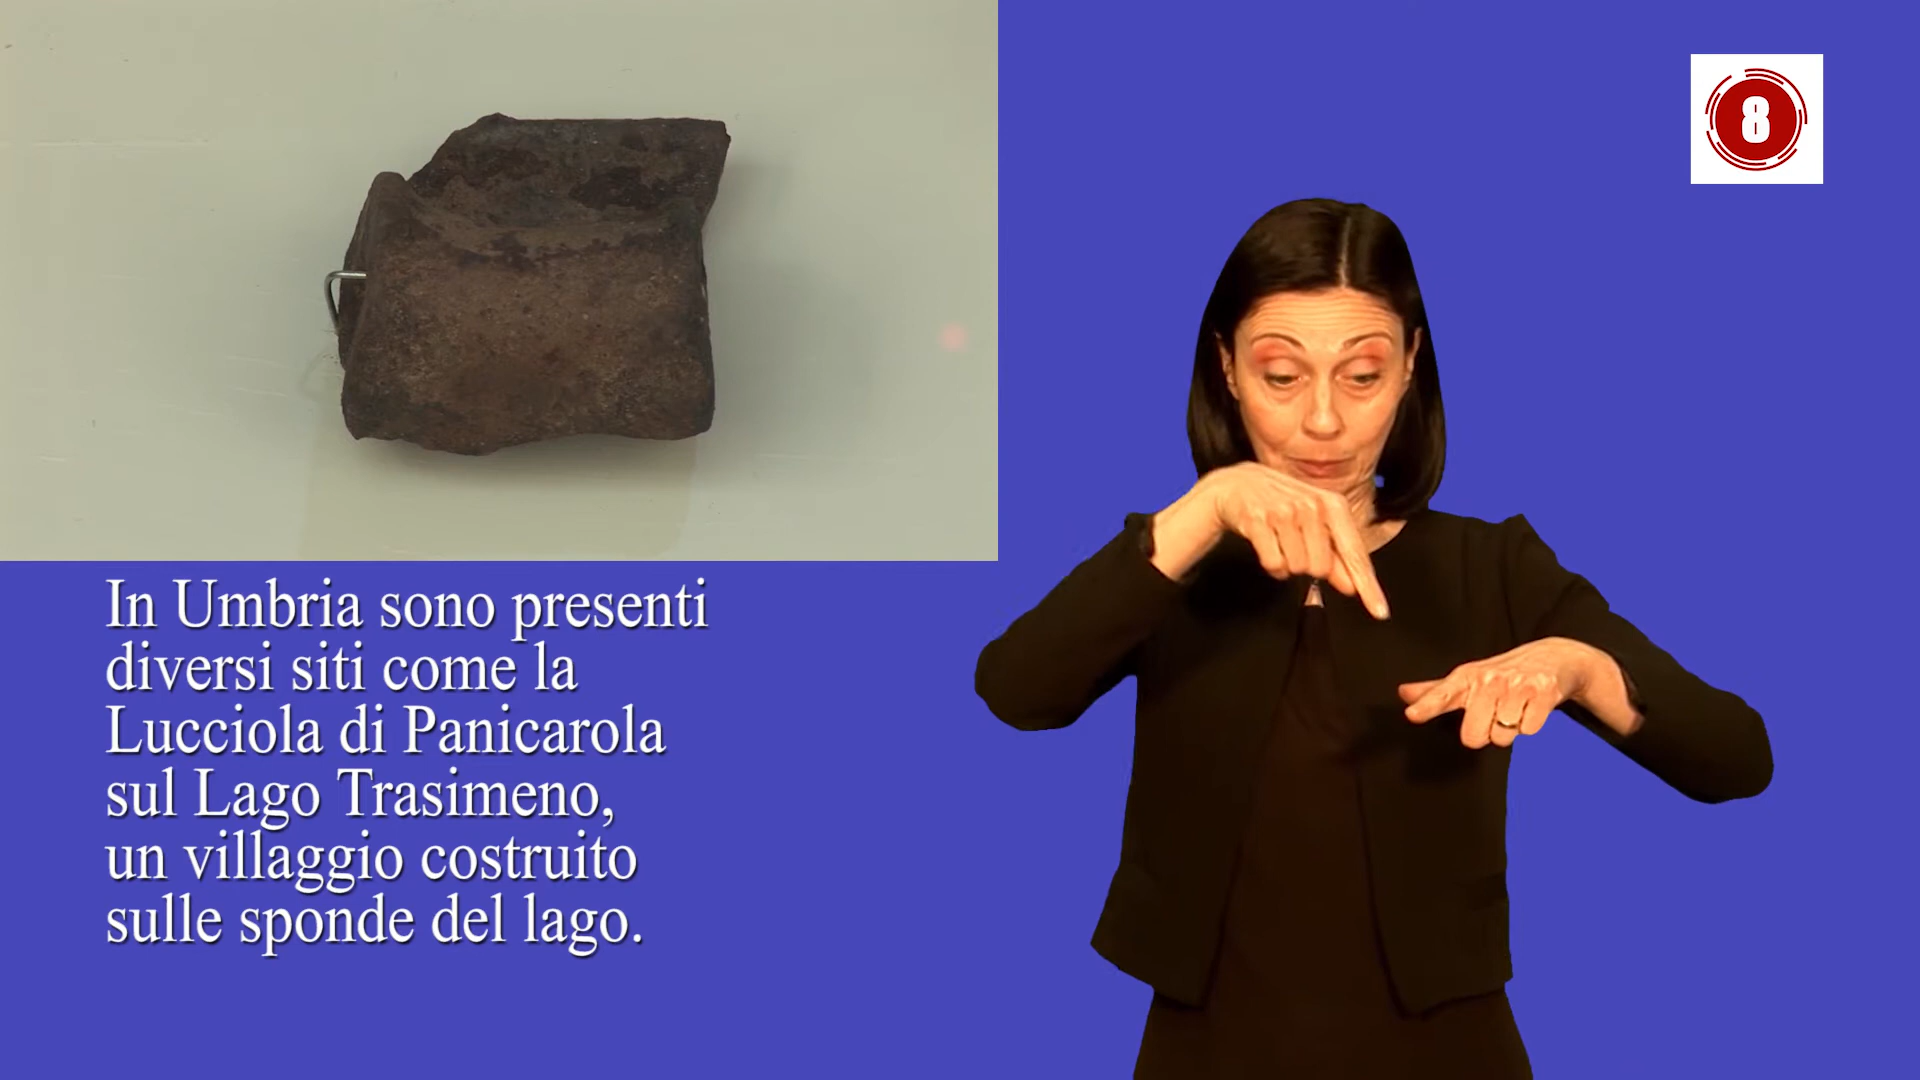 8
In Umbria sono presenti
diversi siti come la
Lucciola di Panicarola
sul Lago Trasimeno,
un villaggio costruito
sulle sponde del lago.